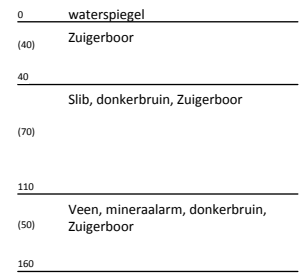 0 waterspiegel
(40) Zuigerboor
40
Slib, donkerbruin, Zuigerboor
(70)
110
Veen, mineraalarm, donkerbruin,
(50) Zuigerboor
160